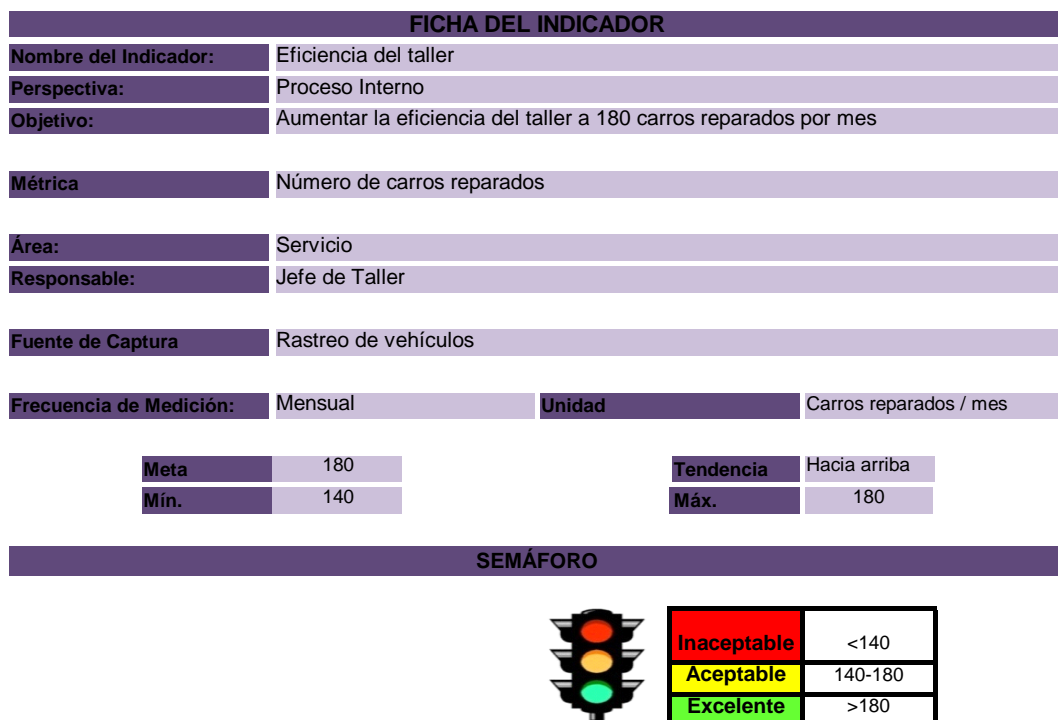 FICHA DEL INDICADOR
Nombre del Indicador: Eficiencia del taller
Perspectiva: Proceso Interno
Objetivo: Aumentar la eficiencia del taller a 180 carros reparados por mes
Métrica Número de carros reparados
Área: Servicio
Responsable: Jefe de Taller
Fuente de Captura Rastreo de vehículos
Frecuencia de Medición: Mensual Unidad Carros reparados / mes
Meta 180 Tendencia Hacia arriba
Mín. 140 Máx. 180
SEMÁFORO
Inaceptable <140
Aceptable 140-180
Excelente >180